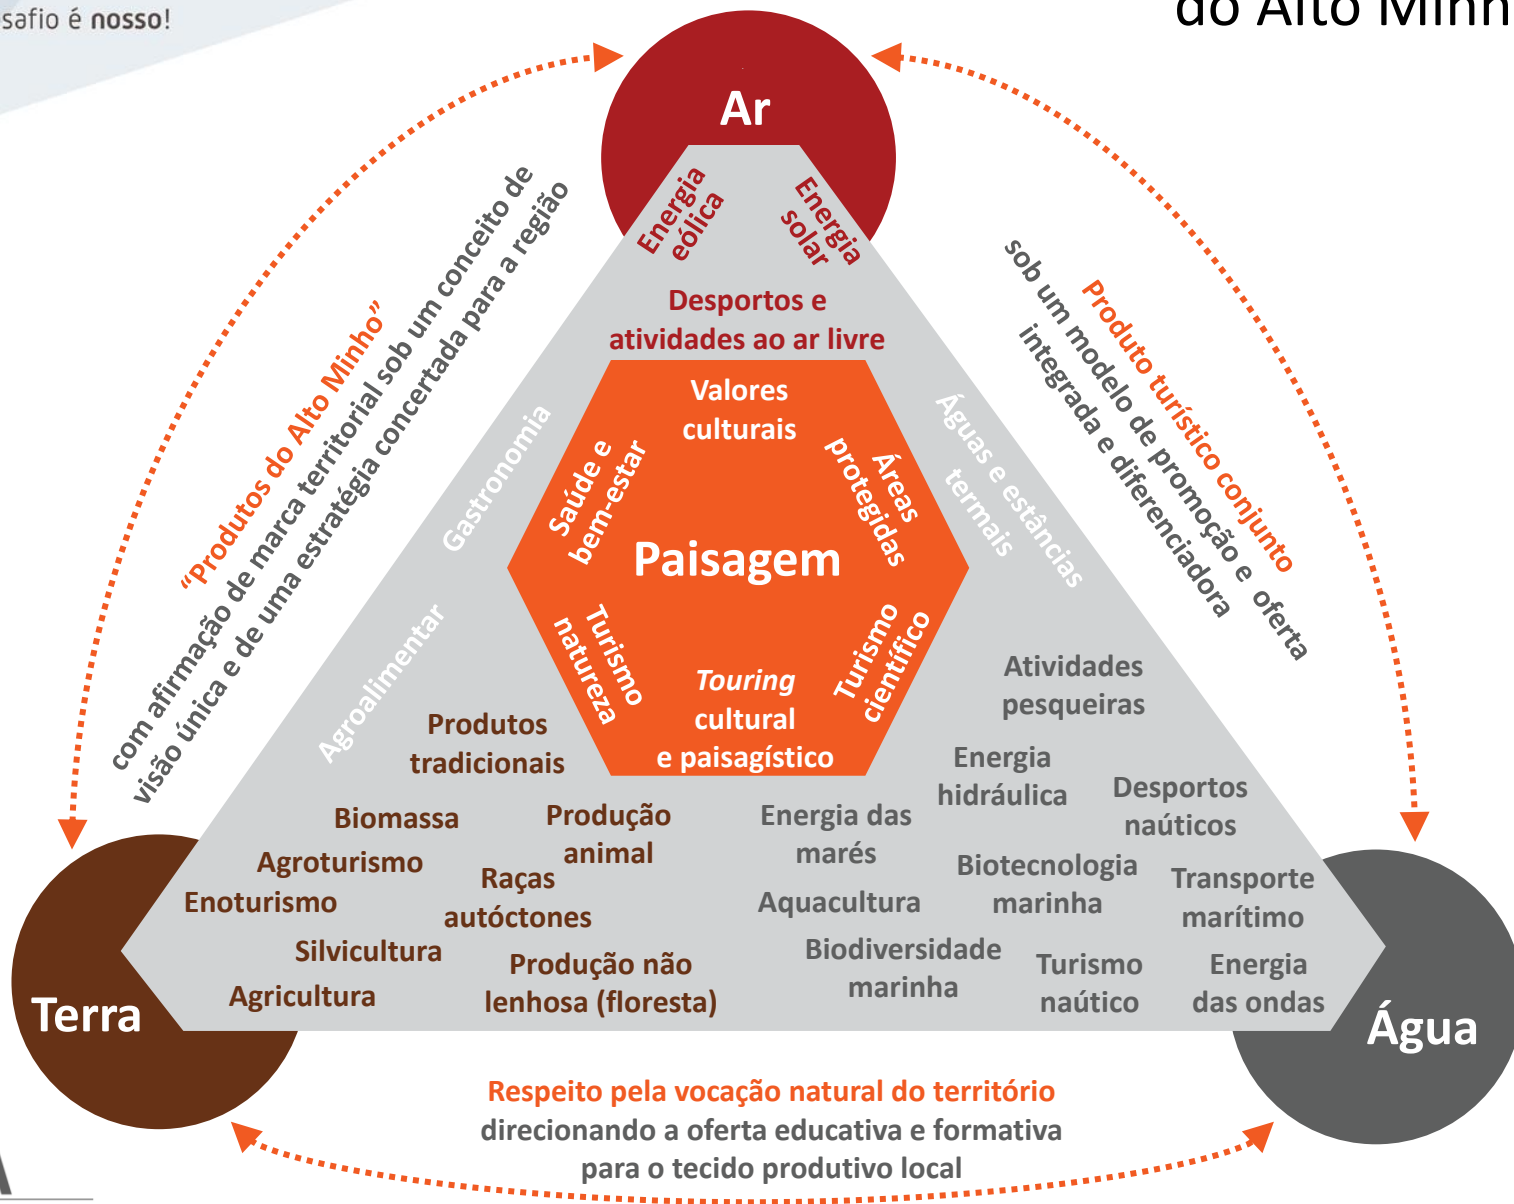 é nosso!
do Alto
Ar
Energia
eólica
Energia
solar
Desportos e
atividades ao ar livre
“Produtos do Alto Minho”
com afirmação de marca territorial sob um conceito de
visão única e de uma estratégia concertada para a região
Produto turístico conjunto
sob um modelo de promoção e oferta
integrada e diferenciadora
Gastronomia
Agroalimentar
Águas e estâncias
termais
Valores
culturais
Saúde e
bem-estar
Áreas
protegidas
Paisagem
Turismo
natureza
Touring
cultural
e paisagístico
Turismo
científico
Produtos
tradicionais
Biomassa
Produção
animal
Agroturismo
Raças
autóctones
Enoturismo
Silvicultura
Produção não
lenhosa (floresta)
Agricultura
Atividades
pesqueiras
Energia
hidráulica
Desportos
naúticos
Energia das
marés
Biotecnologia
marinha
Transporte
marítimo
Aquacultura
Biodiversidade
marinha
Turismo
naútico
Energia
das ondas
Terra
Água
Respeito pela vocação natural do território
direcionando a oferta educativa e formativa
para o tecido produtivo local